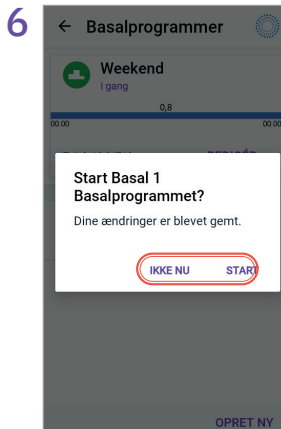 6
Basalprogrammer
Weekend
I gang
0,8
00.00 00.00
Start Basal 1
Basalprogrammet?
Dine ændringer er blevet gemt.
IKKE NU START
OPRET NY